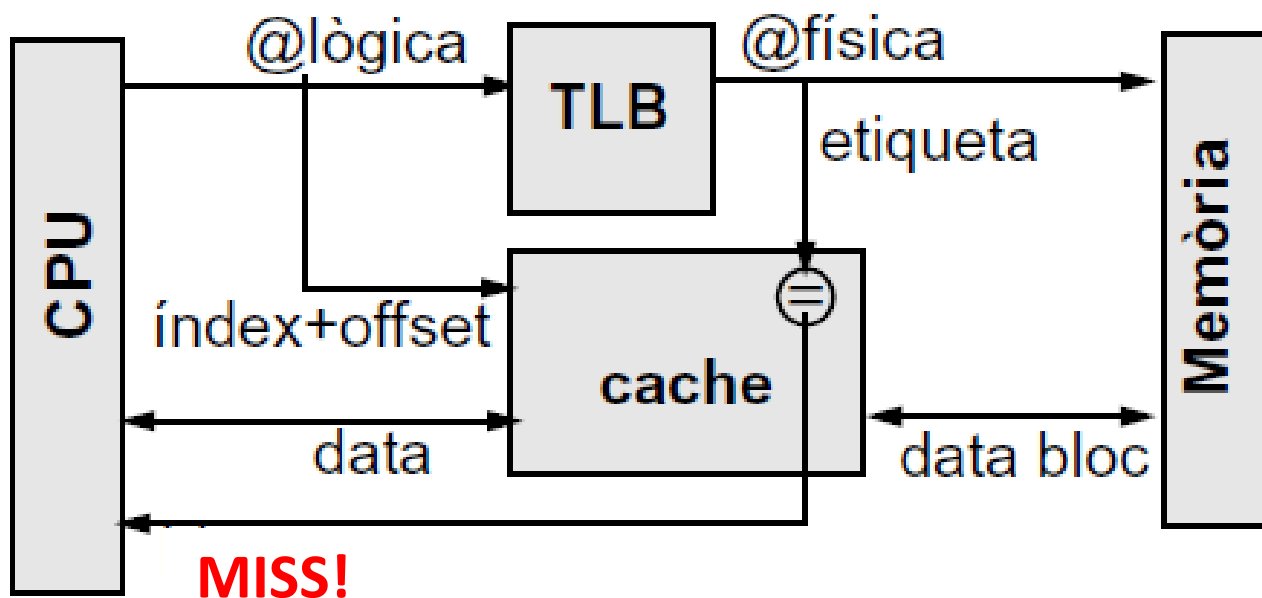 @lògica
@física
TLB
etiqueta
CPU
Memòria
índex+offset
cache
data
data bloc
MISS!